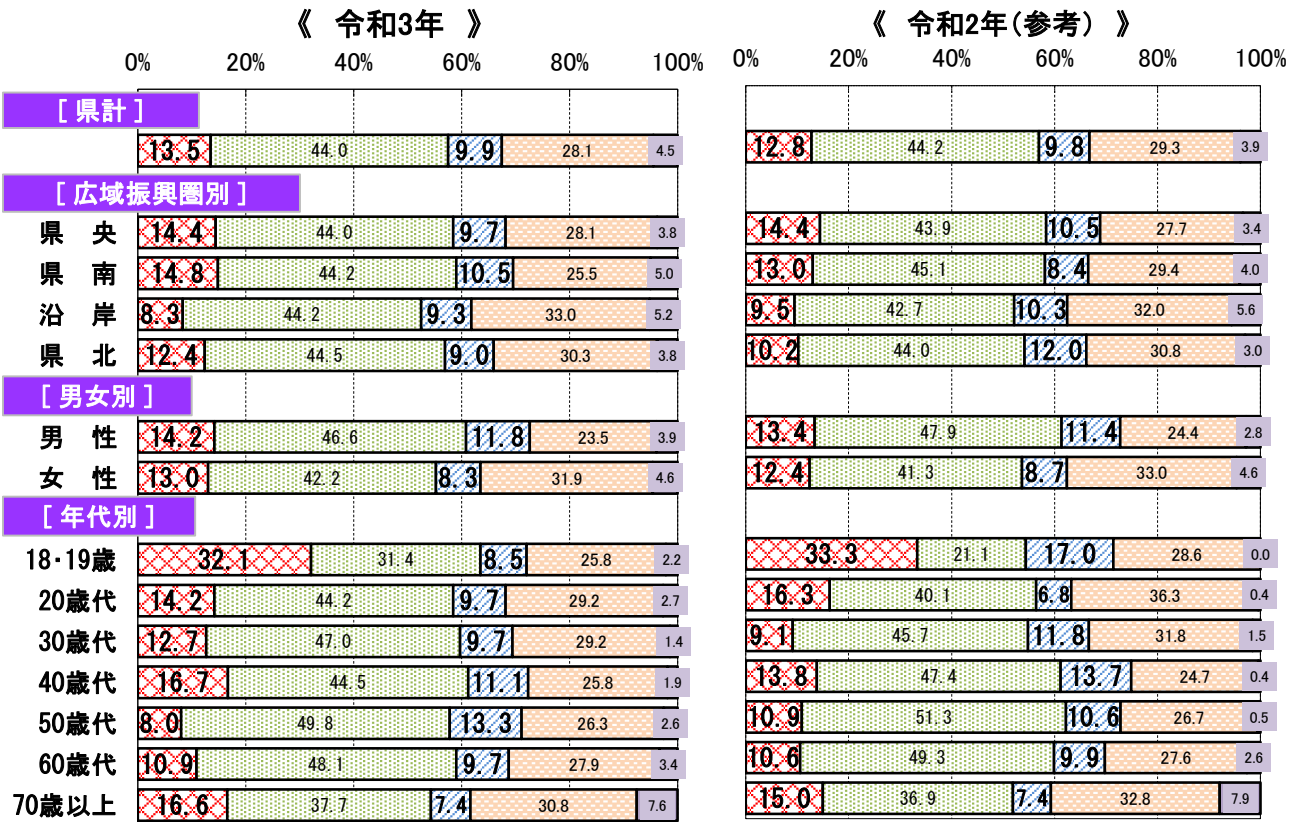 《 令和3年 》 《 令和2年(参考) 》
0% 20% 40% 60% 80% 100% 0% 20% 40% 60% 80% 100%
[ 県計 ]
13.5 44.0 9.9 28.1 4.5 12.8 44.2 9.8 29.3 3.9
[ 広域振興圏別 ]
県 央 14.4 44.0 9.7 28.1 3.8 14.4 43.9 10.5 27.7 3.4
県 南 14.8 44.2 10.5 25.5 5.0 13.0 45.1 8.4 29.4 4.0
沿 岸 8.3 44.2 9.3 33.0 5.2 9.5 42.7 10.3 32.0 5.6
県 北 12.4 44.5 9.0 30.3 3.8 10.2 44.0 12.0 30.8 3.0
[ 男女別 ]
男 性 14.2 46.6 11.8 23.5 3.9 13.4 47.9 11.4 24.4 2.8
女 性 13.0 42.2 8.3 31.9 4.6 12.4 41.3 8.7 33.0 4.6
[ 年代別 ]
18・19歳 32.1 31.4 8.5 25.8 2.2 33.3 21.1 17.0 28.6 0.0
20歳代 14.2 44.2 9.7 29.2 2.7 16.3 40.1 6.8 36.3 0.4
30歳代 12.7 47.0 9.7 29.2 1.4 9.1 45.7 11.8 31.8 1.5
40歳代 16.7 44.5 11.1 25.8 1.9 13.8 47.4 13.7 24.7 0.4
50歳代 8.0 49.8 13.3 26.3 2.6 10.9 51.3 10.6 26.7 0.5
60歳代 10.9 48.1 9.7 27.9 3.4 10.6 49.3 9.9 27.6 2.6
70歳以上 16.6 37.7 7.4 30.8 7.6 15.0 36.9 7.4 32.8 7.9